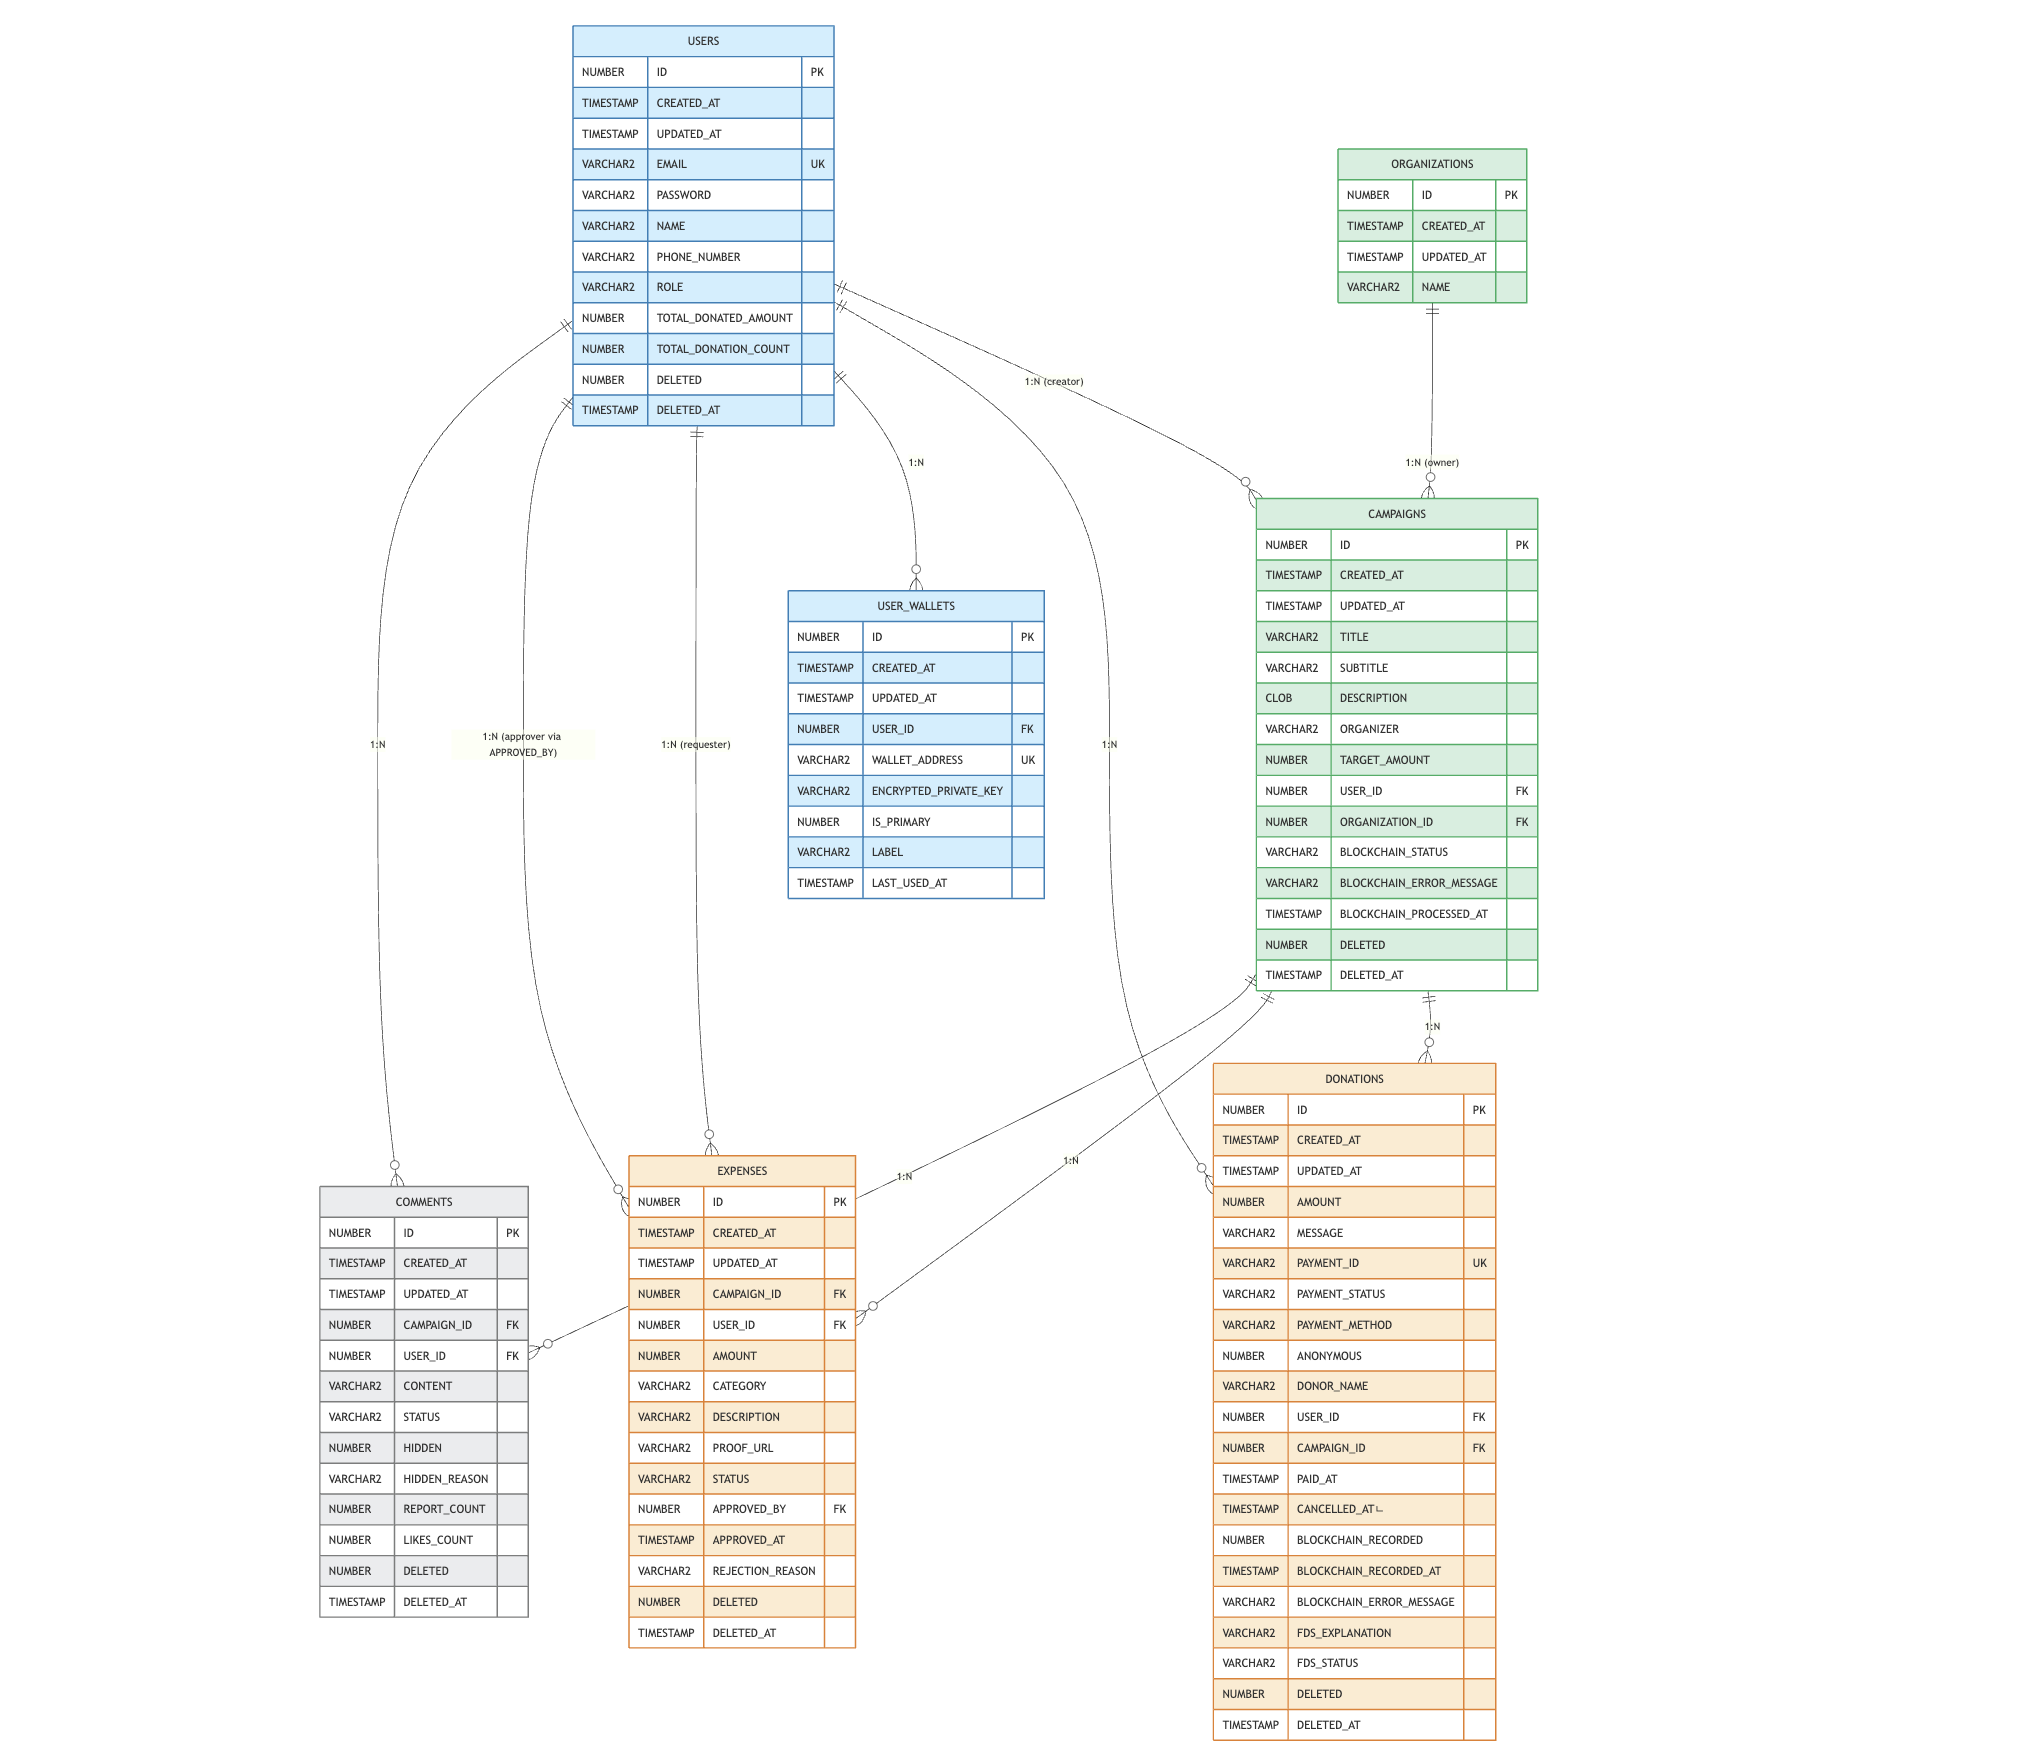 USERS
NUMBER ID PK
TIMESTAMP CREATED_AT
TIMESTAMP UPDATED_AT
VARCHAR2 EMAIL UK
VARCHAR2 PASSWORD
VARCHAR2 NAME
VARCHAR2 PHONE_NUMBER
VARCHAR2 ROLE
NUMBER TOTAL_DONATED_AMOUNT
NUMBER TOTAL_DONATION_COUNT
NUMBER DELETED
TIMESTAMP DELETED_AT
ORGANIZATIONS
NUMBER ID PK
TIMESTAMP CREATED_AT
TIMESTAMP UPDATED_AT
VARCHAR2 NAME
1:N (creator)
1:N (owner)
1:N
CAMPAIGNS
NUMBER ID PK
TIMESTAMP CREATED_AT
TIMESTAMP UPDATED_AT
VARCHAR2 TITLE
VARCHAR2 SUBTITLE
CLOB DESCRIPTION
VARCHAR2 ORGANIZER
NUMBER TARGET_AMOUNT
NUMBER USER_ID FK
NUMBER ORGANIZATION_ID FK
VARCHAR2 BLOCKCHAIN_STATUS
VARCHAR2 BLOCKCHAIN_ERROR_MESSAGE
TIMESTAMP BLOCKCHAIN_PROCESSED_AT
NUMBER DELETED
TIMESTAMP DELETED_AT
USER_WALLETS
NUMBER ID PK
TIMESTAMP CREATED_AT
TIMESTAMP UPDATED_AT
NUMBER USER_ID FK
VARCHAR2 WALLET_ADDRESS UK
VARCHAR2 ENCRYPTED_PRIVATE_KEY
NUMBER IS_PRIMARY
VARCHAR2 LABEL
TIMESTAMP LAST_USED_AT
1:N
1:N (approver via
APPROVED_BY)
1:N (requester)
1:N
1:N
1:N
1:N
COMMENTS
NUMBER ID PK
TIMESTAMP CREATED_AT
TIMESTAMP UPDATED_AT
NUMBER CAMPAIGN_ID FK
NUMBER USER_ID FK
VARCHAR2 CONTENT
VARCHAR2 STATUS
NUMBER HIDDEN
VARCHAR2 HIDDEN_REASON
NUMBER REPORT_COUNT
NUMBER LIKES_COUNT
NUMBER DELETED
TIMESTAMP DELETED_AT
EXPENSES
NUMBER ID PK
TIMESTAMP CREATED_AT
TIMESTAMP UPDATED_AT
NUMBER CAMPAIGN_ID FK
NUMBER USER_ID FK
NUMBER AMOUNT
VARCHAR2 CATEGORY
VARCHAR2 DESCRIPTION
VARCHAR2 PROOF_URL
VARCHAR2 STATUS
NUMBER APPROVED_BY FK
TIMESTAMP APPROVED_AT
VARCHAR2 REJECTION_REASON
NUMBER DELETED
TIMESTAMP DELETED_AT
DONATIONS
NUMBER ID PK
TIMESTAMP CREATED_AT
TIMESTAMP UPDATED_AT
NUMBER AMOUNT
VARCHAR2 MESSAGE
VARCHAR2 PAYMENT_ID UK
VARCHAR2 PAYMENT_STATUS
VARCHAR2 PAYMENT_METHOD
NUMBER ANONYMOUS
VARCHAR2 DONOR_NAME
NUMBER USER_ID FK
NUMBER CAMPAIGN_ID FK
TIMESTAMP PAID_AT
TIMESTAMP CANCELLED_ATㄴ
NUMBER BLOCKCHAIN_RECORDED
TIMESTAMP BLOCKCHAIN_RECORDED_AT
VARCHAR2 BLOCKCHAIN_ERROR_MESSAGE
VARCHAR2 FDS_EXPLANATION
VARCHAR2 FDS_STATUS
NUMBER DELETED
TIMESTAMP DELETED_AT